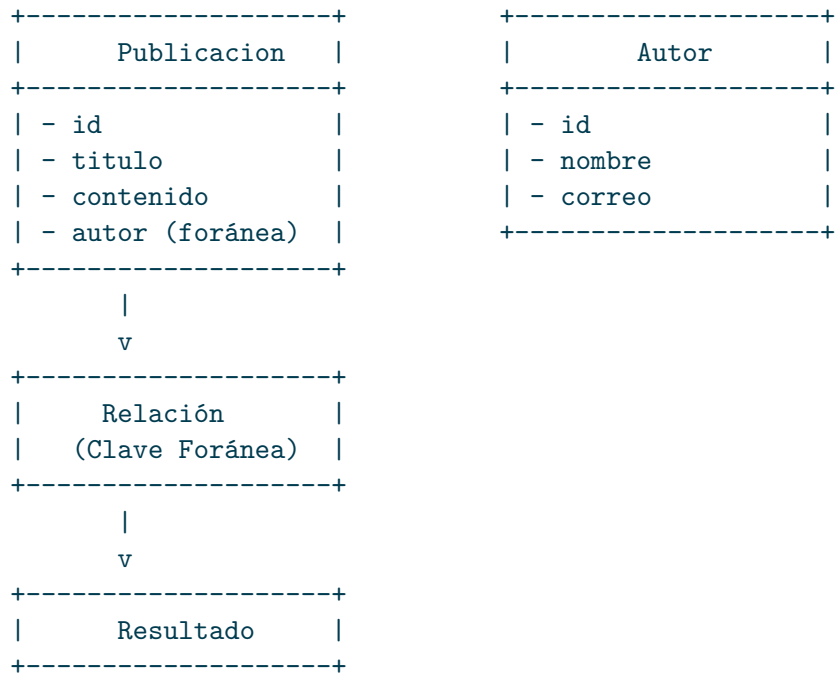 +--------------------+ +--------------------+
| Publicacion | | Autor |
+--------------------+ +--------------------+
| - id | | - id |
| - titulo | | - nombre |
| - contenido | | - correo |
| - autor (foránea) | +--------------------+
+--------------------+
|
v
+--------------------+
| Relación |
| (Clave Foránea) |
+--------------------+
|
v
+--------------------+
| Resultado |
+--------------------+